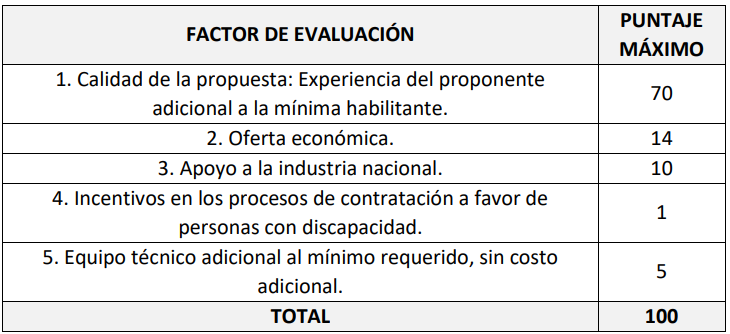 FACTOR DE EVALUACIÓN
PUNTAJE
MÁXIMO
1. Calidad de la propuesta: Experiencia del proponente
adicional a la mínima habilitante.
70
2. Oferta económica.
14
3. Apoyo a la industria nacional.
10
4. Incentivos en los procesos de contratación a favor de
personas con discapacidad.
1
5. Equipo técnico adicional al mínimo requerido, sin costo
adicional.
5
TOTAL
100